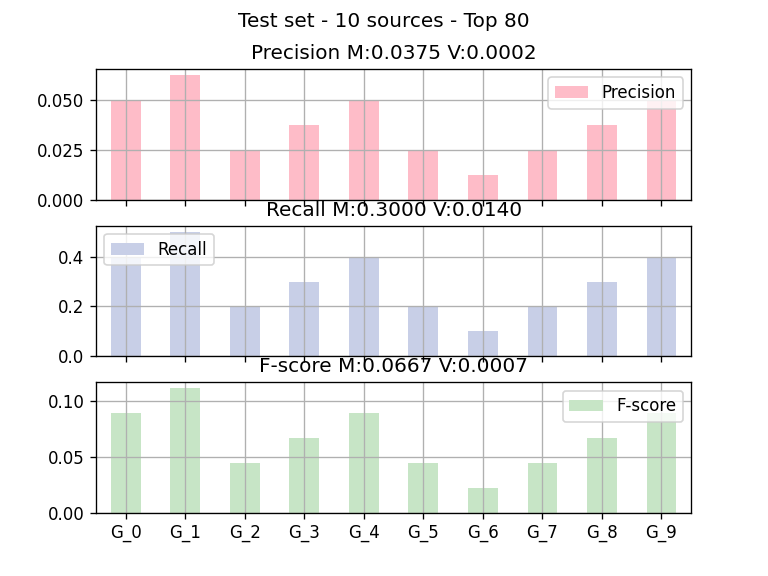 Test set - 10 sources - Top 80
Precision M:0.0375 V:0.0002
0.050
0.025
0.000
Precision
Recall M:0.3000 V:0.0140
0.4
0.2
0.0
Recall
F-score M:0.0667 V:0.0007
0.10
0.05
0.00
F-score
G_0 G_1 G_2 G_3 G_4 G_5 G_6 G_7 G_8 G_9